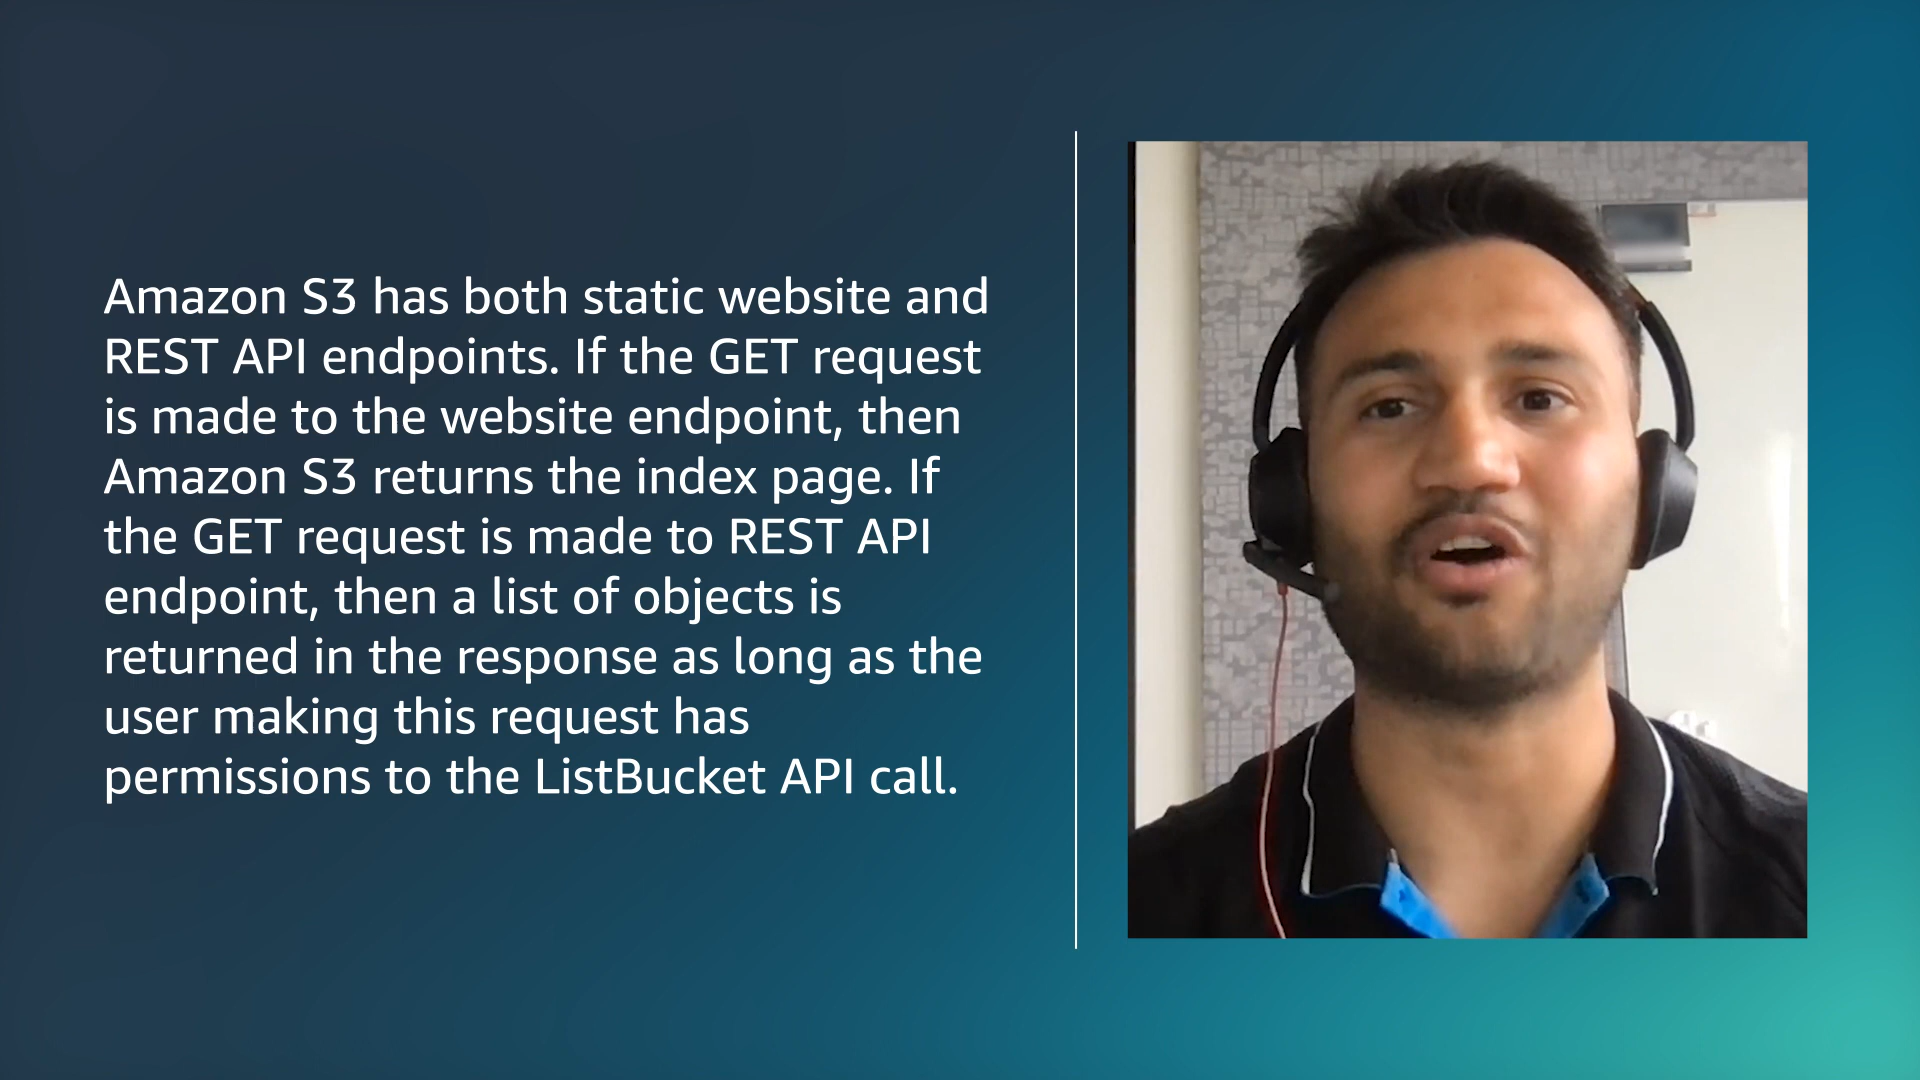 Amazon S3 has both static website and
REST API endpoints. If the GET request
is made to the website endpoint, then
Amazon S3 returns the index page. If
the GET request is made to REST API
endpoint, then a list of objects is
returned in the response as long as the
user making this request has
permissions to the ListBucket API call.